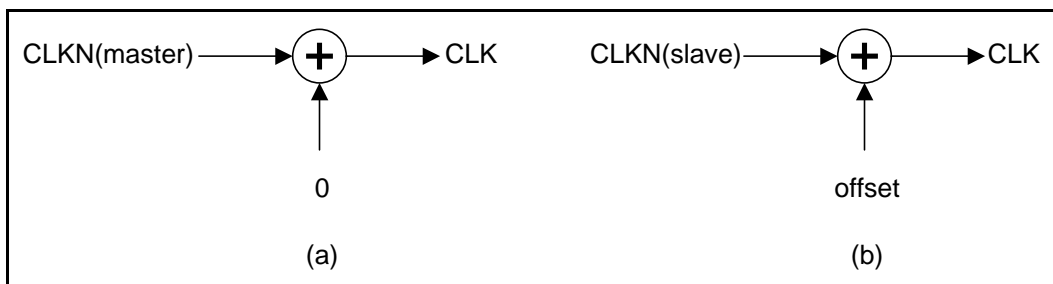 CLKN(master) + CLK
0
(a)
CLKN(slave) + CLK
offset
(b)